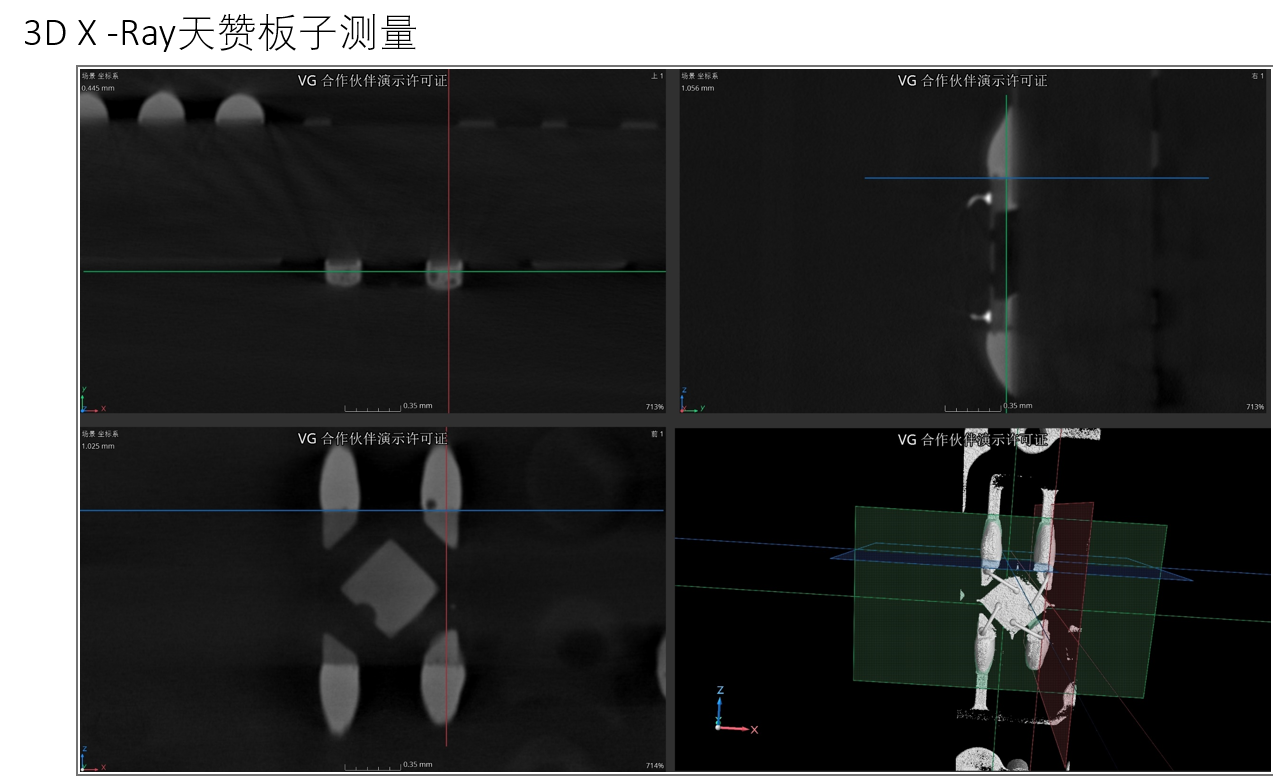 3D X -Ray天赞板子测量
场景 坐标系
VG 合作伙伴演示许可证
上 1
0.445 mm
y
x
0.35 mm
713%
场景 坐标系
VG 合作伙伴演示许可证
右 1
1.056 mm
z
y
0.35 mm
713%
场景 坐标系
VG 合作伙伴演示许可证
前 1
1.025 mm
z
x
0.35 mm
714%
VG 合作伙伴演示许可证
Z
X